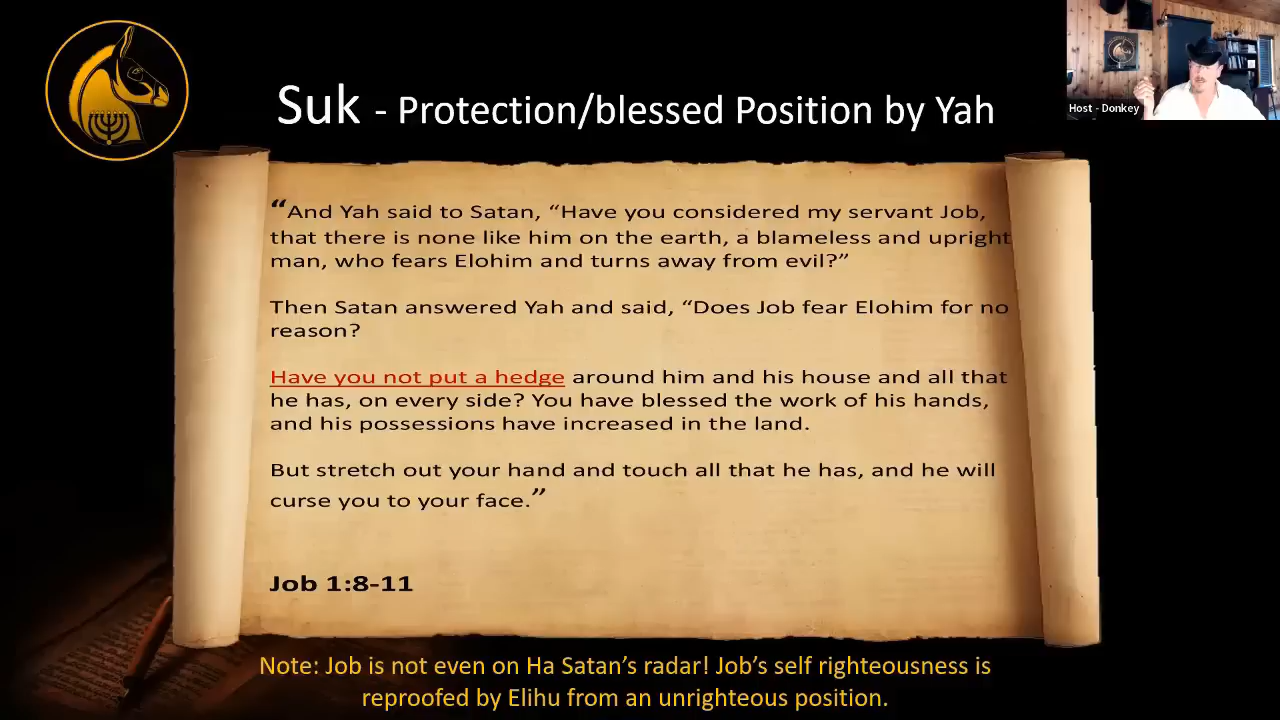 Host - Donkey
Suk - Protection/blessed Position by Yah
“And Yah said to Satan, “Have you considered my servant Job,
that there is none like him on the earth, a blameless and upright
man, who fears Elohim and turns away from evil?”
Then Satan answered Yah and said, “Does Job fear Elohim for no
reason?
Have you not put a hedge around him and his house and all that
he has, on every side? You have blessed the work of his hands,
and his possessions have increased in the land.
But stretch out your hand and touch all that he has, and he will
curse you to your face.”
Job 1:8-11
Note: Job is not even on Ha Satan’s radar! Job’s self righteousness is
reproofed by Elihu from an unrighteous position.